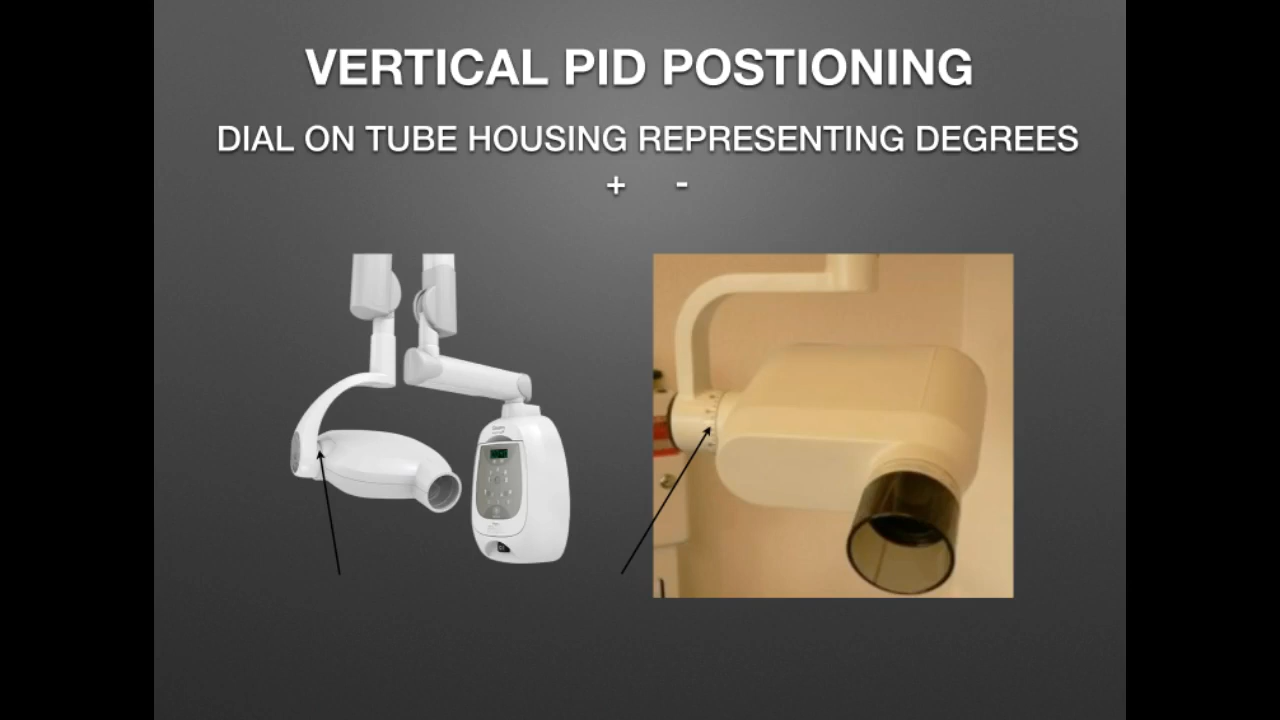 VERTICAL PID POSTIONING
DIAL ON TUBE HOUSING REPRESENTING DEGREES
+ -